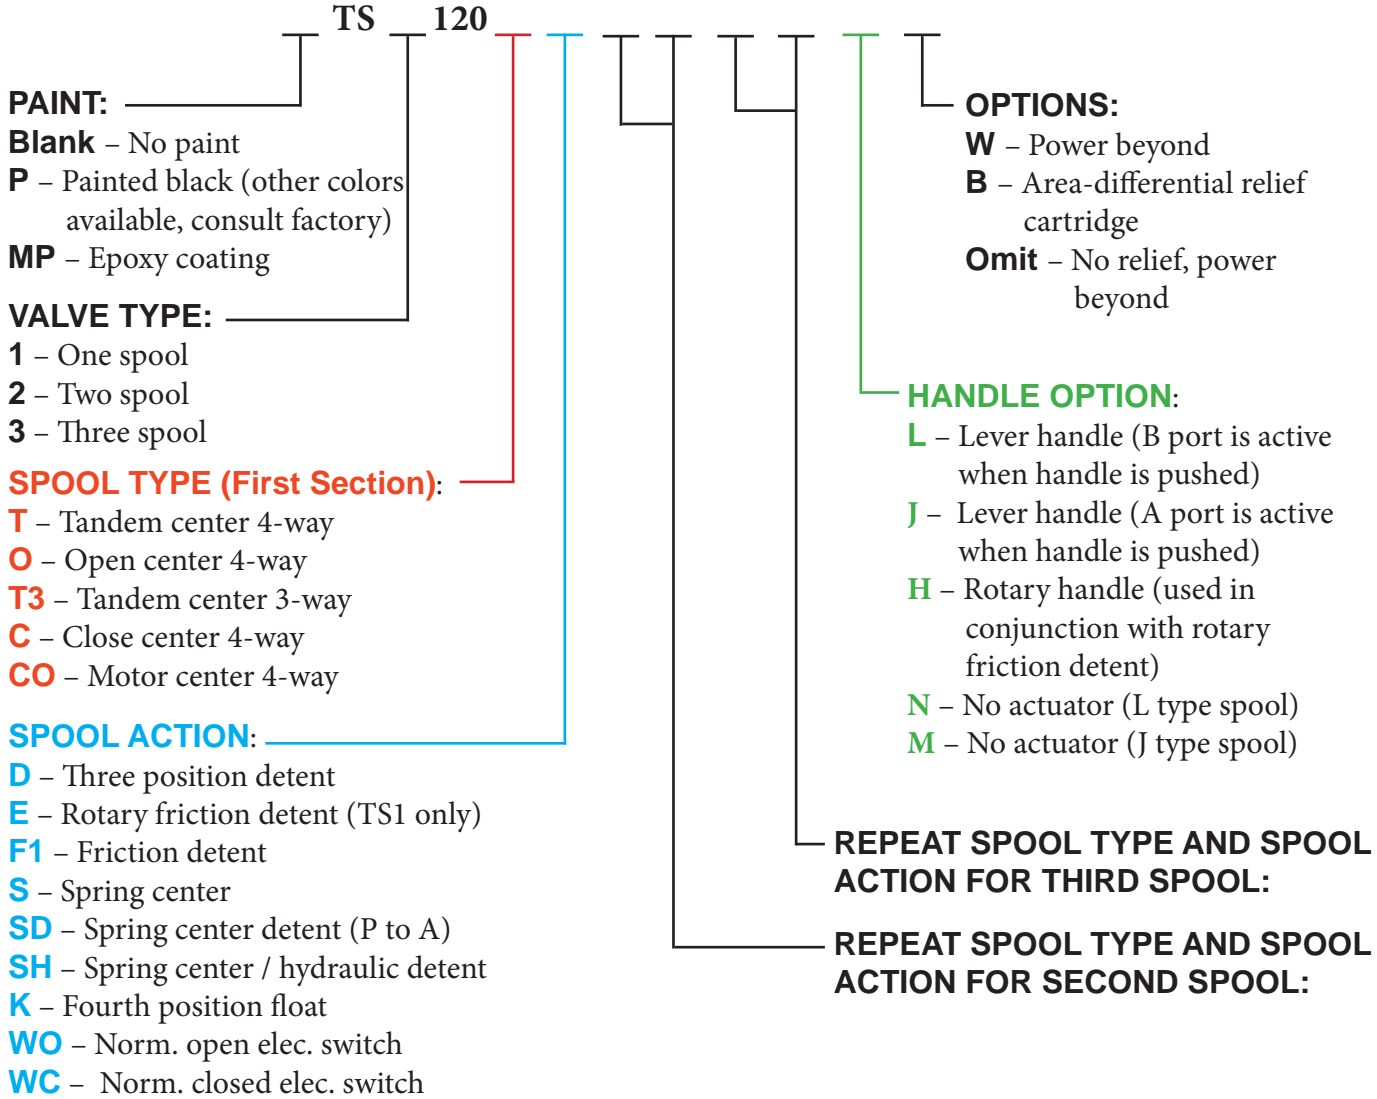 TS 120
PAINT:
Blank – No paint
P – Painted black (other colors
available, consult factory)
MP – Epoxy coating
VALVE TYPE:
1 – One spool
2 – Two spool
3 – Three spool
SPOOL TYPE (First Section):
T – Tandem center 4-way
O – Open center 4-way
T3 – Tandem center 3-way
C – Close center 4-way
CO – Motor center 4-way
SPOOL ACTION:
D – Three position detent
E – Rotary friction detent (TS1 only)
F1 – Friction detent
S – Spring center
SD – Spring center detent (P to A)
SH – Spring center / hydraulic detent
K – Fourth position float
WO – Norm. open elec. switch
WC – Norm. closed elec. switch
OPTIONS:
W – Power beyond
B – Area-differential relief
cartridge
Omit – No relief, power
beyond
HANDLE OPTION:
L – Lever handle (B port is active
when handle is pushed)
J – Lever handle (A port is active
when handle is pushed)
H – Rotary handle (used in
conjunction with rotary
friction detent)
N – No actuator (L type spool)
M – No actuator (J type spool)
REPEAT SPOOL TYPE AND SPOOL
ACTION FOR THIRD SPOOL:
REPEAT SPOOL TYPE AND SPOOL
ACTION FOR SECOND SPOOL: